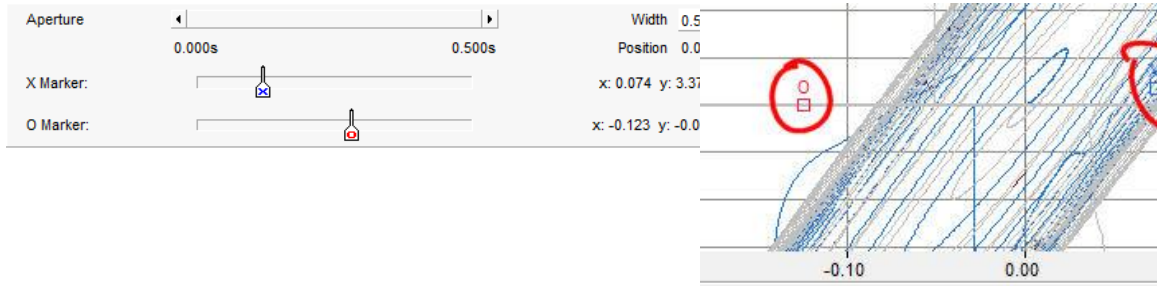 Aperture Width 0.5
0.000s 0.500s Position 0.0
X Marker: X x: 0.074 y: 3.37
O Marker: O x: -0.123 y: -0.0
O
-0.10 0.00